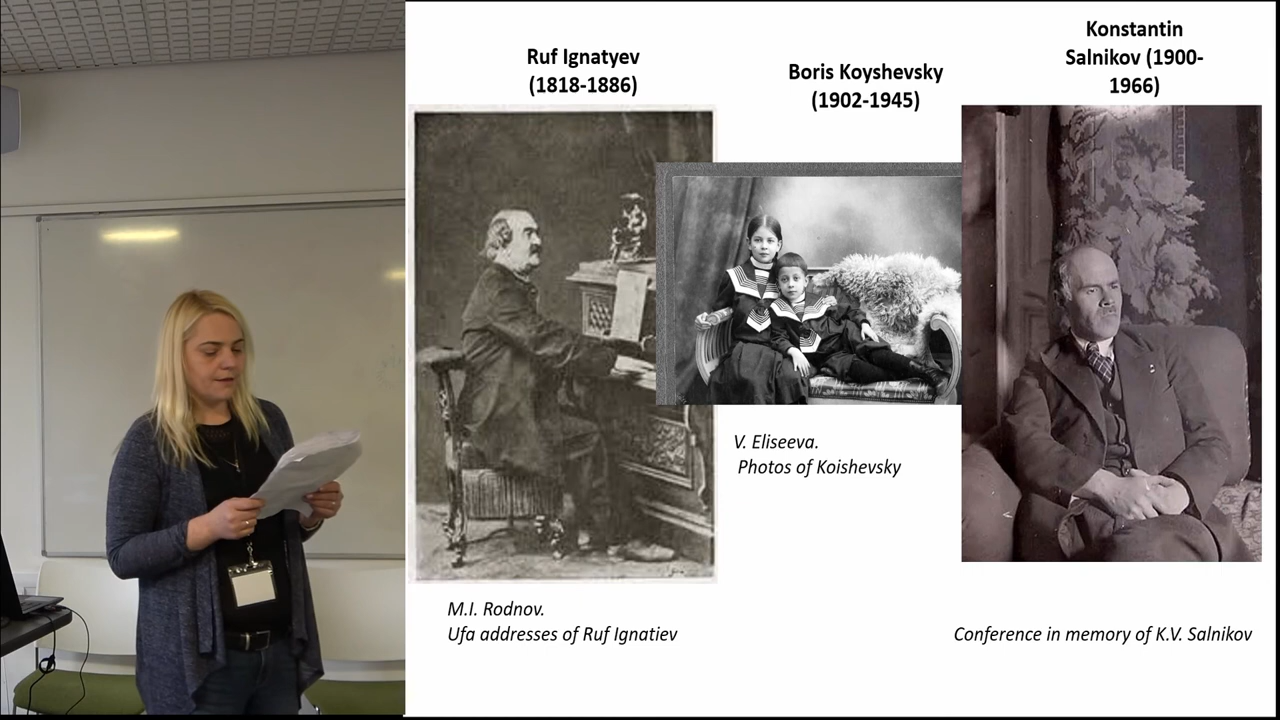 Ruf Ignatyev
(1818-1886)
Boris Koyshevsky
(1902-1945)
Konstantin
Salnikov (1900-
1966)
V. Eliseeva.
Photos of Koishevsky
M.I. Rodnov.
Ufa addresses of Ruf Ignatiev
Conference in memory of K.V. Salnikov